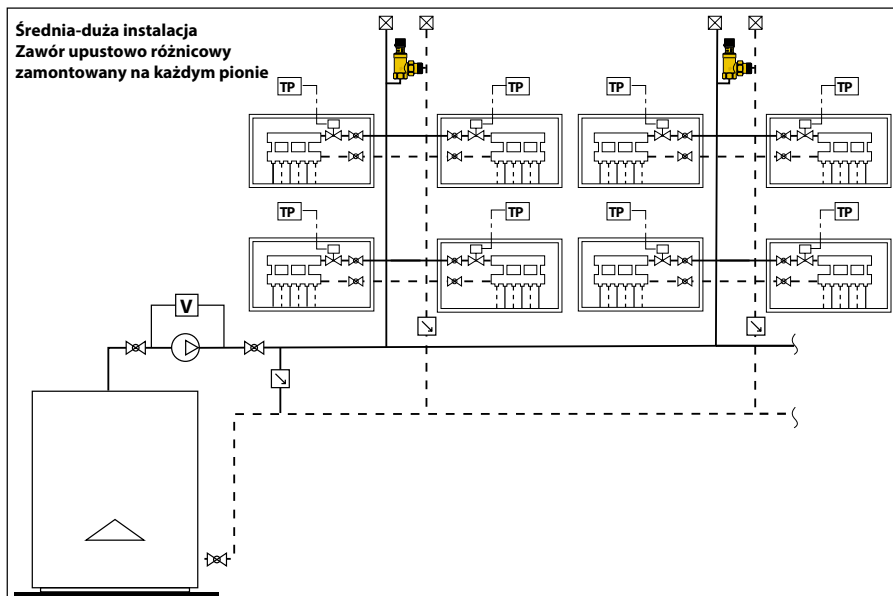 Średnia-duża instalacja
Zawór upustowo różnicowy
zamontowany na każdym pionie
TP
TP
TP
TP
TP
TP
TP
TP
V